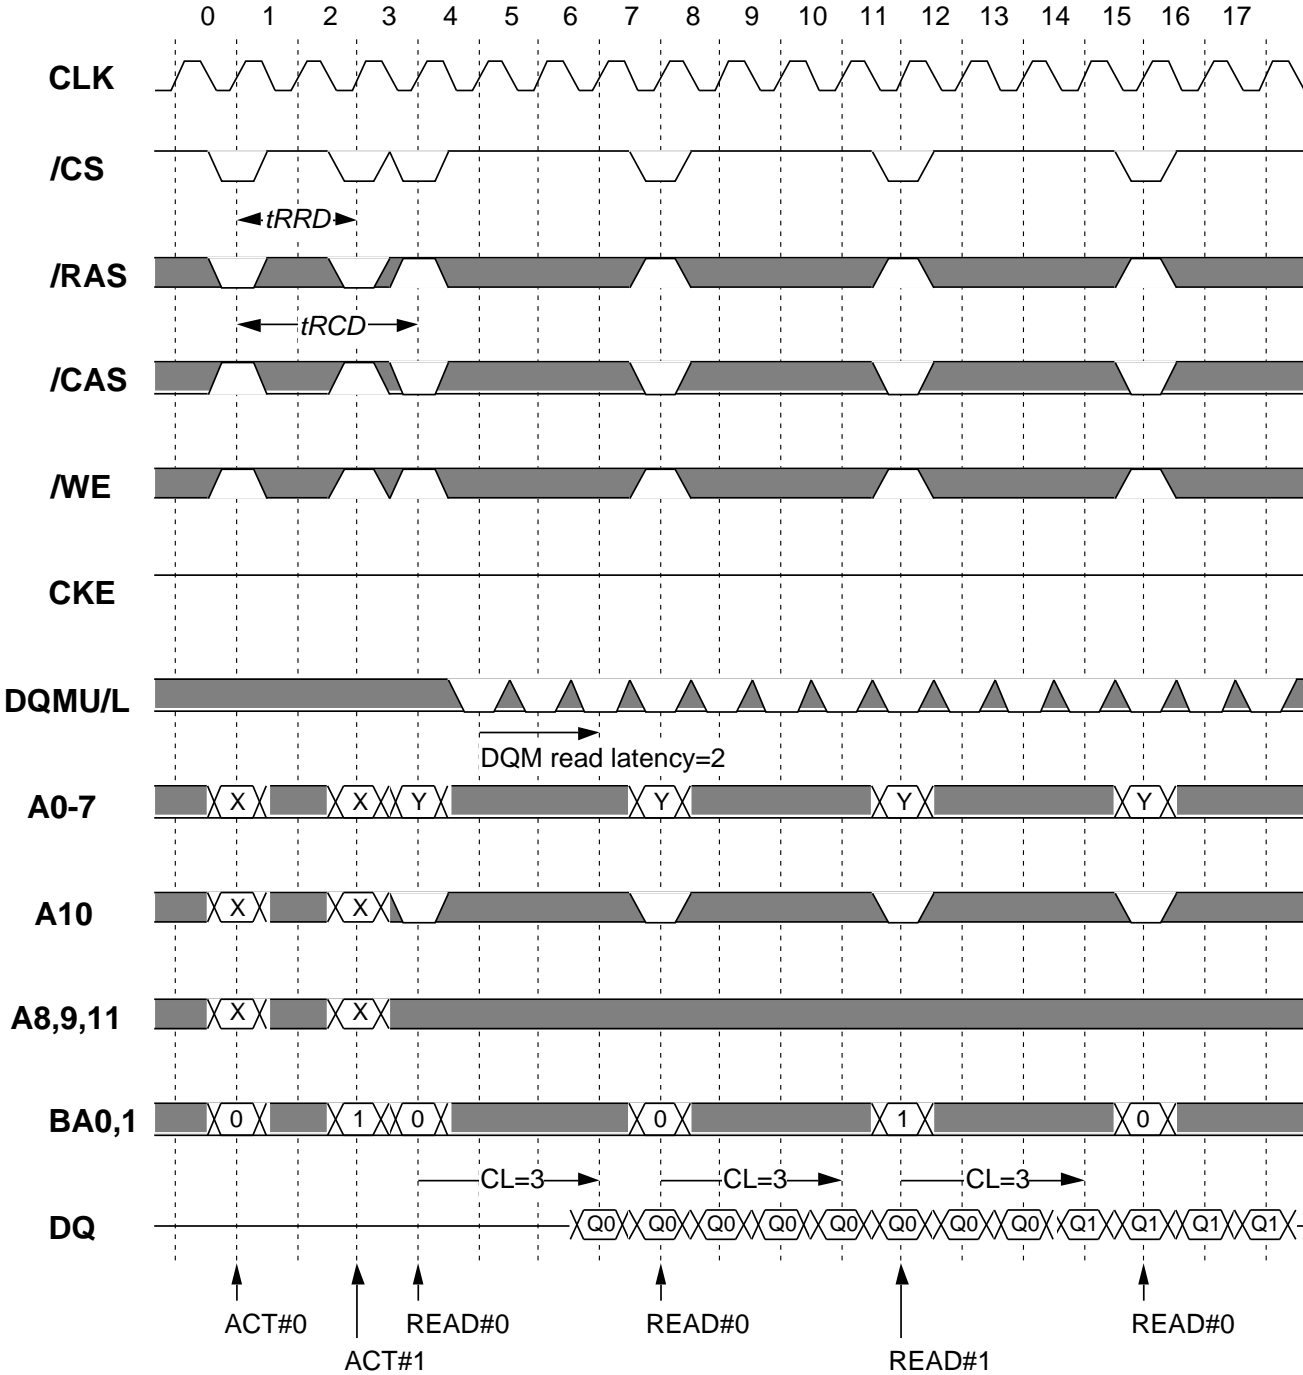 0 1 2 3 4 5 6 7 8 9 10 11 12 13 14 15 16 17
CLK
/CS
tRRD
/RAS
tRCD
/CAS
/WE
CKE
DQMU/L
DQM read latency=2
A0-7 X X Y Y Y Y
A10 X X
A8,9,11 X X
BA0,1 0 1 0 0 1 0
CL=3 CL=3 CL=3
DQ Q0 Q0 Q0 Q0 Q0 Q0 Q0 Q0 Q1 Q1 Q1 Q1
ACT#0 READ#0 READ#0 READ#0
ACT#1 READ#1